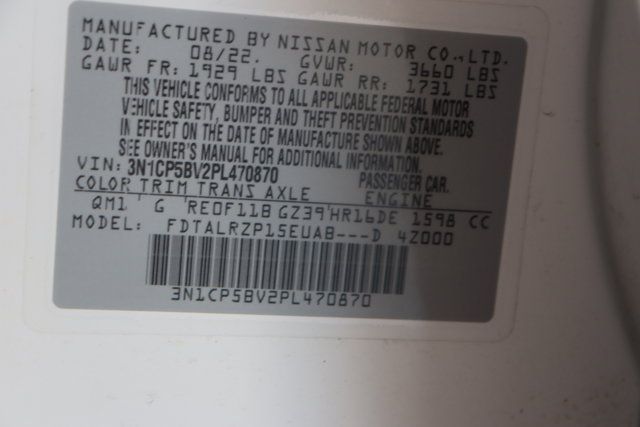 MANUFACTURED BY NISSAN MOTOR CO., LTD.
DATE: 08/22. GVWR: 3660 LBS
GAWR FR: 1929 LBS GAWR RR: 1731 LBS
THIS VEHICLE CONFORMS TO ALL APPLICABLE FEDERAL MOTOR
VEHICLE SAFETY, BUMPER AND THEFT PREVENTION STANDARDS
IN EFFECT ON THE DATE OF MANUFACTURE SHOWN ABOVE.
SEE OWNER'S MANUAL FOR ADDITIONAL INFORMATION.
VIN: 3N1CP5BV2PL470870 PASSENGER CAR.
COLOR TRIM TRANS AXLE ENGINE
QM1 G RE0F11B GZ39 HR16DE 1598 CC
MODEL: FDTALRZP15EUAB---D 4Z000
3N1CP5BV2PL470870